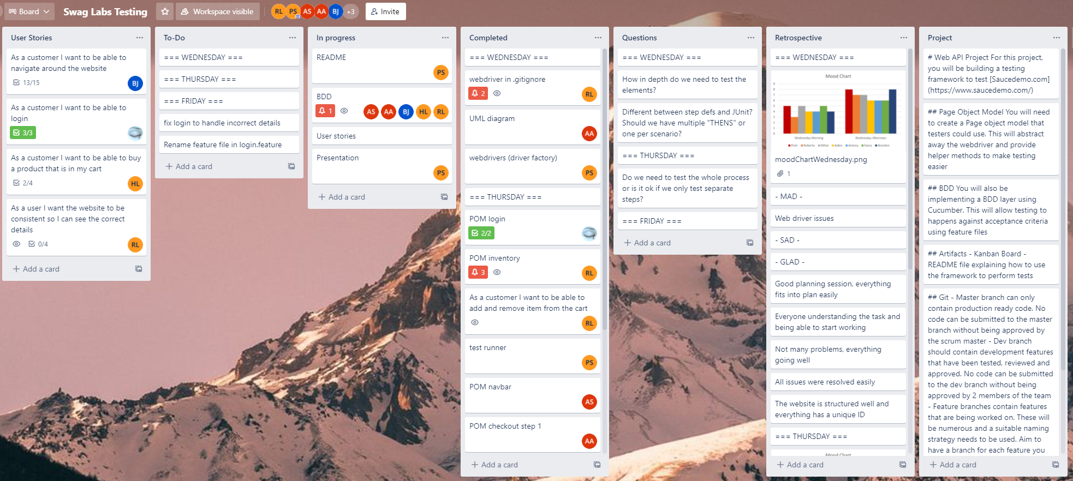 Board
Swag Labs Testing
Workspace visible
RL PS AS AA BJ +3
Invite
User Stories
As a customer I want to be able to
navigate around the website
13/15
BJ
As a customer I want to be able to
login
3/3
As a customer I want to be able to buy
a product that is in my cart
2/4
HL
As a user I want the website to be
consistent so I can see the correct
details
0/4
RL
+ Add a card
To-Do
=== WEDNESDAY ===
=== THURSDAY ===
=== FRIDAY ===
fix login to handle incorrect details
Rename feature file in login.feature
+ Add a card
In progress
README
PS
BDD
1
AS AA BJ HL RL
User stories
Presentation
PS
+ Add a card
Completed
=== WEDNESDAY ===
webdriver in .gitignore
2
RL
UML diagram
AA
webdrivers (driver factory)
PS
=== THURSDAY ===
POM login
2/2
POM inventory
3
RL
As a customer I want to be able to
add and remove item from the cart
RL
test runner
PS
POM navbar
AS
POM checkout step 1
AA
+ Add a card
Questions
=== WEDNESDAY ===
How in depth do we need to test the
elements?
Different between step defs and JUnit?
Should we have multiple "THENS" or
one per scenario?
=== THURSDAY ===
Do we need to test the whole process
or is it ok if we only test separate
steps?
=== FRIDAY ===
+ Add a card
Retrospective
=== WEDNESDAY ===
Mood Chart
moodChartWednesday.png
1
- MAD -
Web driver issues
- SAD -
- GLAD -
Good planning session, everything
fits into plan easily
Everyone understanding the task and
being able to start working
Not many problems, everything
going well
All issues were resolved easily
The website is structured well and
everything has a unique ID
=== THURSDAY ===
+ Add a card
Project
# Web API Project For this project,
you will be building a testing
framework to test [Saucedemo.com]
(https://www.saucedemo.com/)
## Page Object Model You will need
to create a Page object model that
testers could use. This will abstract
away the webdriver and provide
helper methods to make testing
easier
## BDD You will also be
implementing a BDD layer using
Cucumber. This will allow testing to
happens against acceptance criteria
using feature files
## Artifacts - Kanban Board -
README file explaining how to use
the framework to perform tests
## Git - Master branch can only
contain production ready code. No
code can be submitted to the master
branch without being approved by
the scrum master - Dev branch
should contain development features
that have been tested, reviewed and
approved. No code can be submitted
to the dev branch without being
approved by 2 members of the team
- Feature branches contain features
that are being worked on. These will
be numerous and a suitable naming
strategy needs to be used. Aim to
have a branch for each feature you
+ Add a card